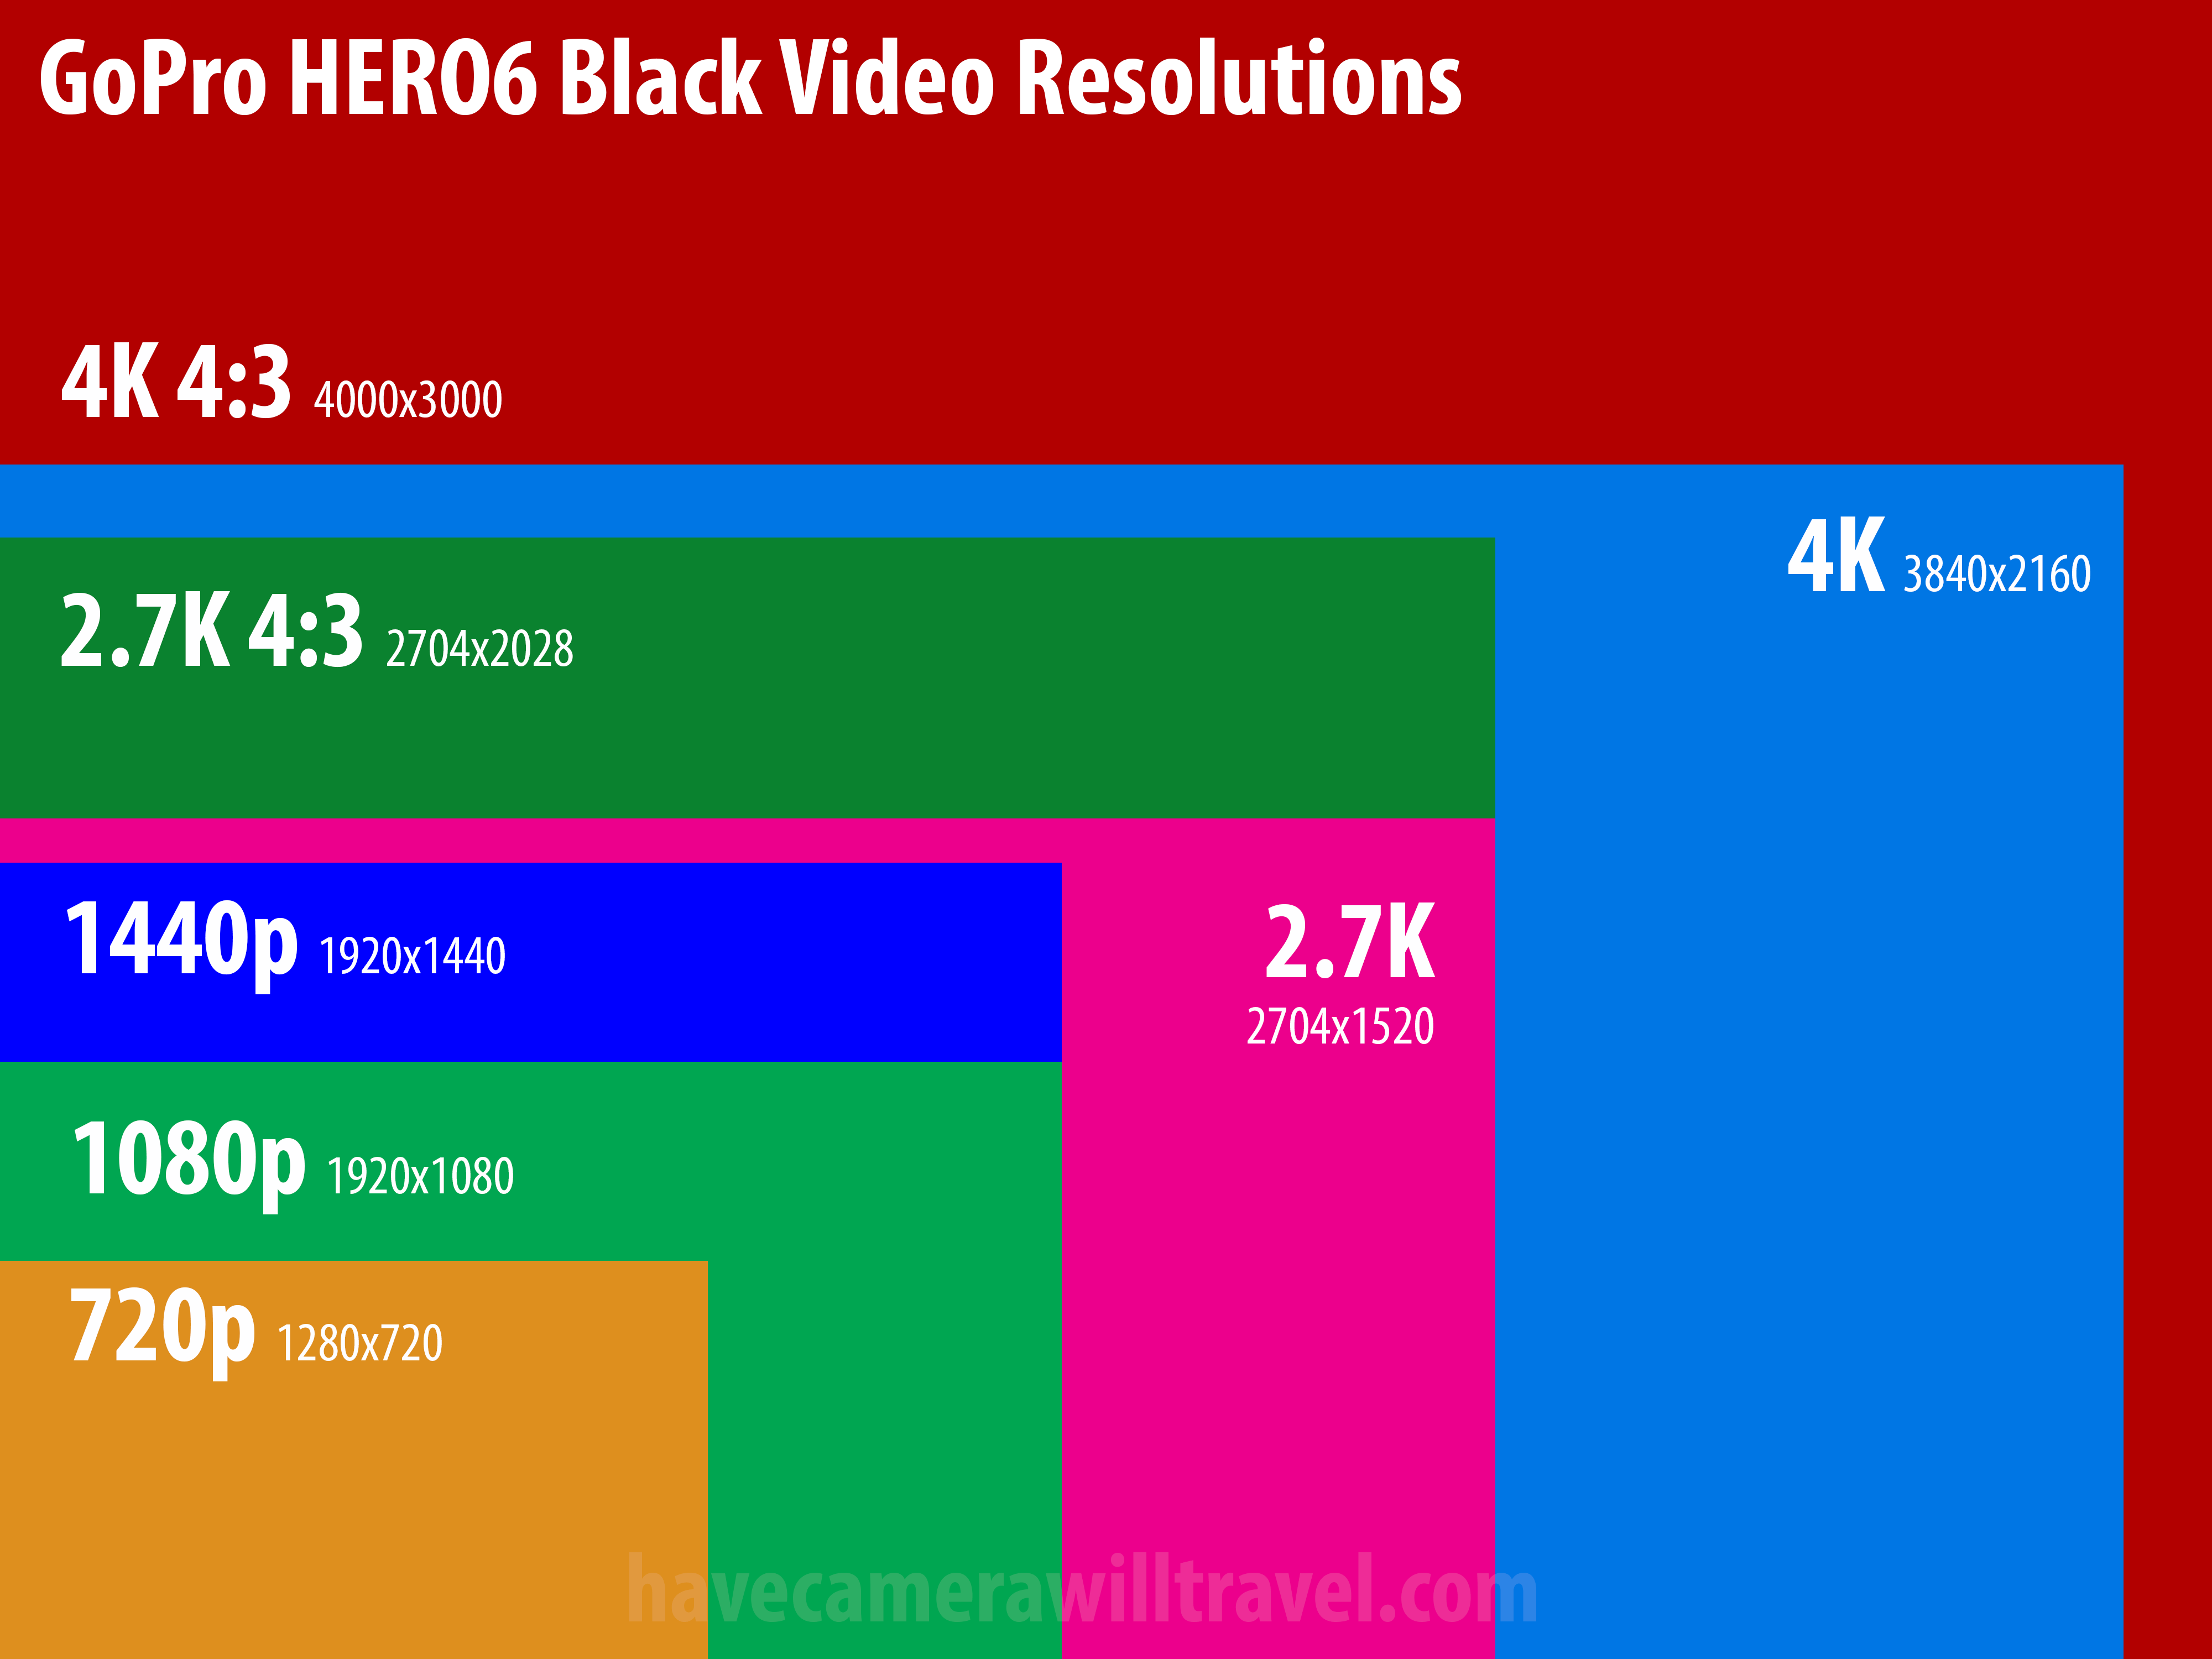 GoPro HERO6 Black Video Resolutions
4K 4:3 4000x3000
4K 3840x2160
2.7K 4:3 2704x2028
2.7K
2704x1520
1440p 1920x1440
1080p 1920x1080
720p 1280x720
havecamerawilltravel.com